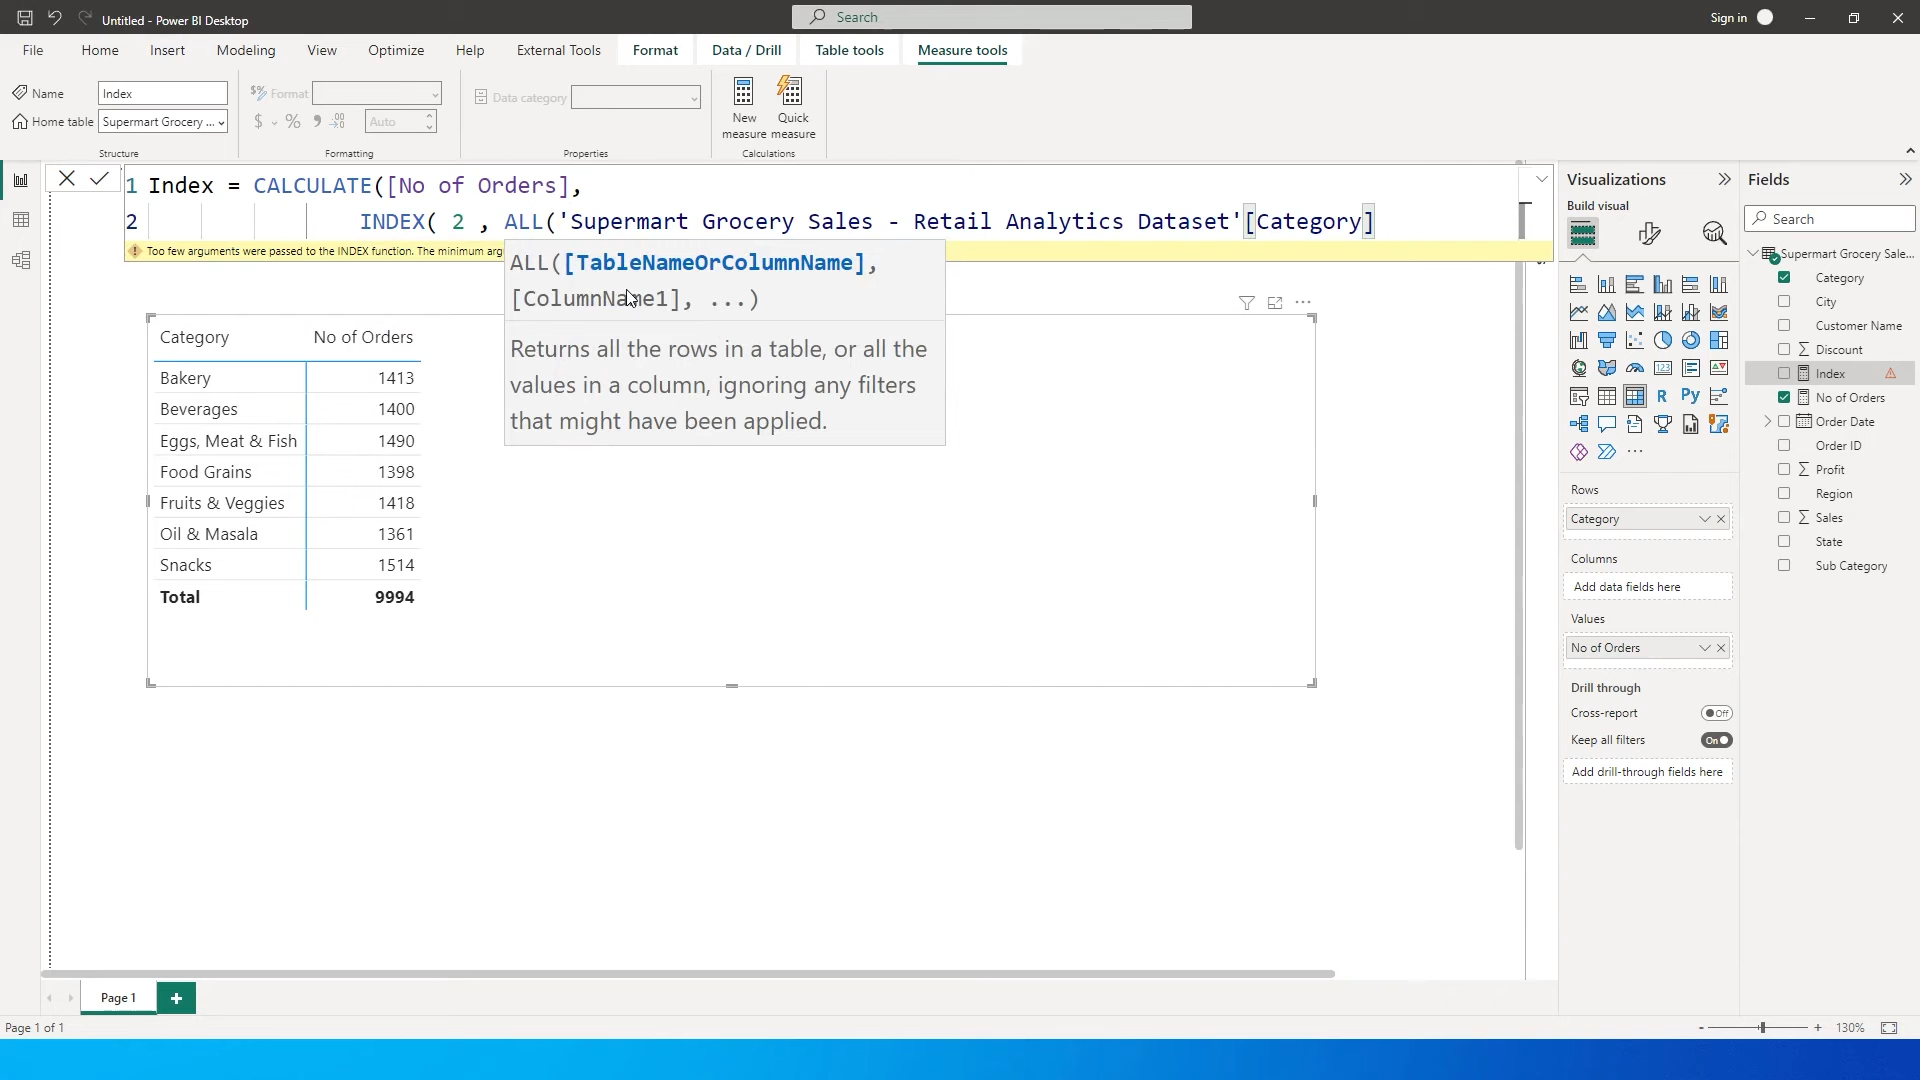 Untitled - Power BI Desktop
Search
Sign in
File Home Insert Modeling View Optimize Help External Tools Format Data / Drill Table tools Measure tools
Name Index
Home table Supermart Grocery ...
Structure
Format
$ % 9 .00 Auto
Formatting
Data category
Properties
New measure
Quick measure
Calculations
1 Index = CALCULATE([No of Orders],
2 INDEX( 2 , ALL('Supermart Grocery Sales - Retail Analytics Dataset'[Category]
Too few arguments were passed to the INDEX function. The minimum arg
ALL([TableNameOrColumnName],
[ColumnName1], ...)
Returns all the rows in a table, or all the
values in a column, ignoring any filters
that might have been applied.
Category No of Orders
Bakery 1413
Beverages 1400
Eggs, Meat & Fish 1490
Food Grains 1398
Fruits & Veggies 1418
Oil & Masala 1361
Snacks 1514
Total 9994
Visualizations
Build visual
123
R Py
...
Rows
Category
Columns
Add data fields here
Values
No of Orders
Drill through
Cross-report Off
Keep all filters On
Add drill-through fields here
Fields
Search
Supermart Grocery Sale...
Category
City
Customer Name
Discount
Index
No of Orders
Order Date
Order ID
Profit
Region
Sales
State
Sub Category
Page 1
+
Page 1 of 1
- + 130%